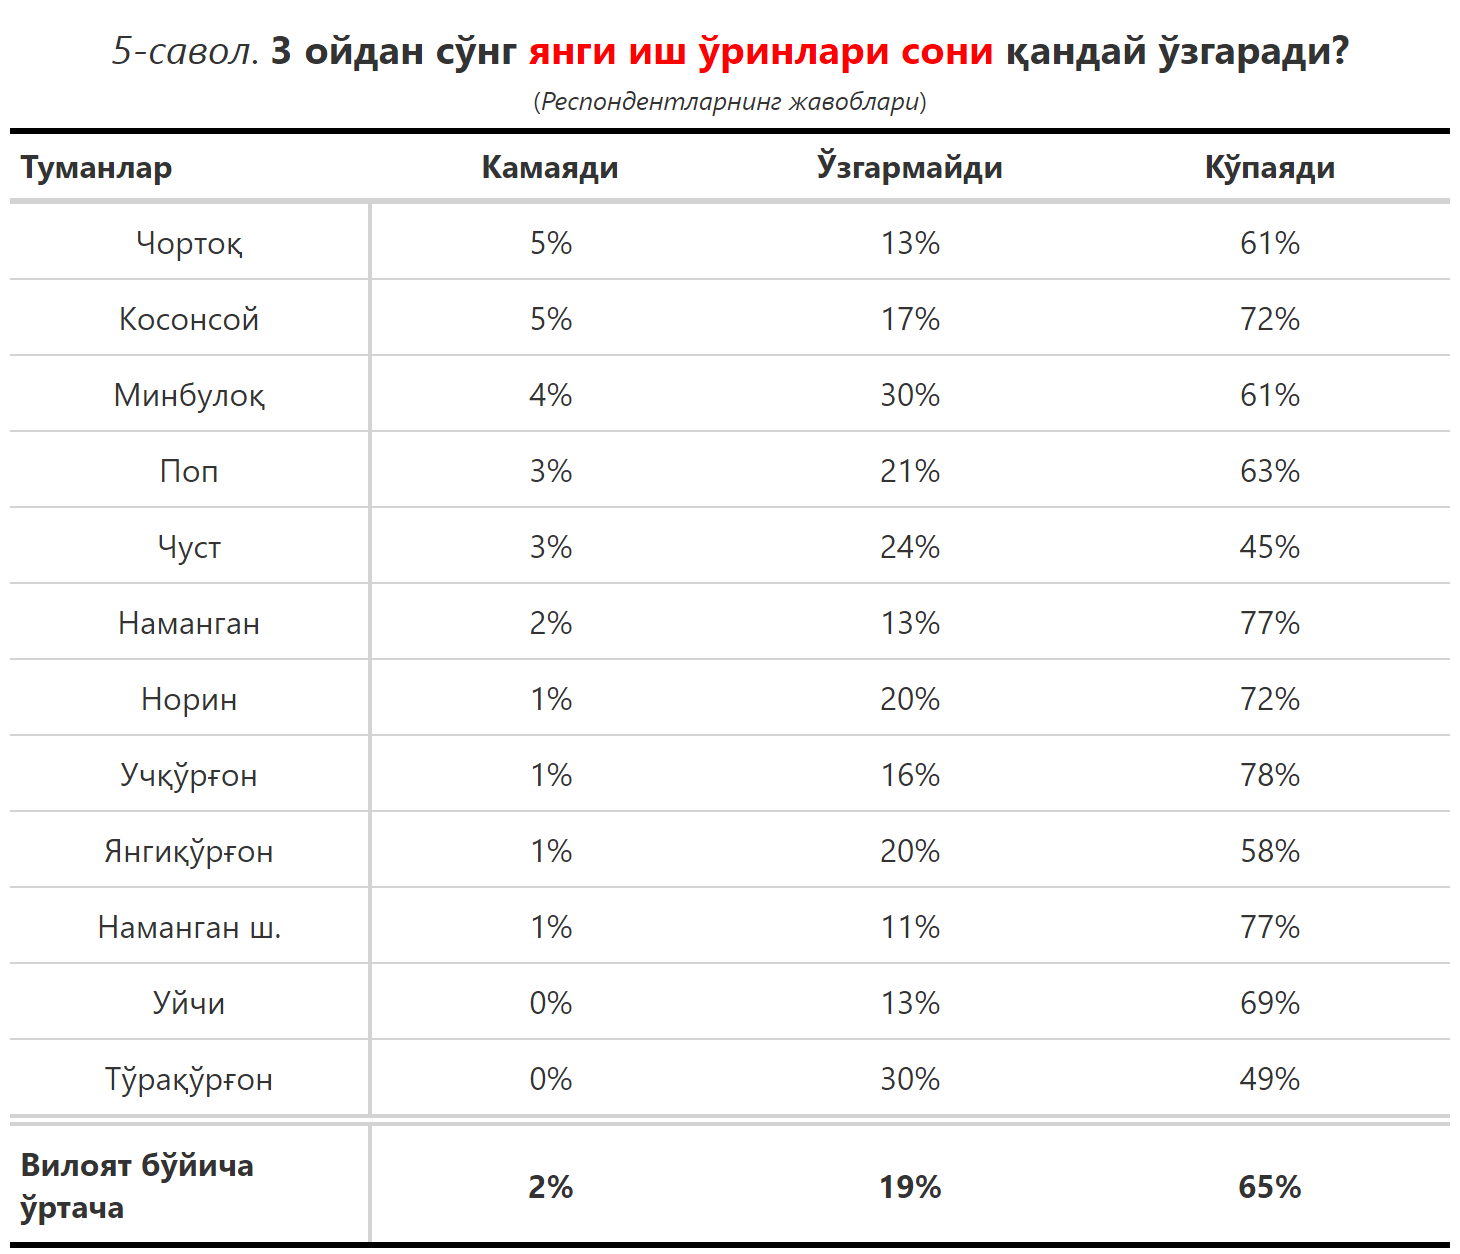 5-савол. 3 ойдан сўнг янги иш ўринлари сони қандай ўзгаради?
(Респондентларнинг жавоблари)
Туманлар Камаяди Ўзгармайди Кўпаяди
Чортоқ 5% 13% 61%
Косонсой 5% 17% 72%
Минбулоқ 4% 30% 61%
Поп 3% 21% 63%
Чуст 3% 24% 45%
Наманган 2% 13% 77%
Норин 1% 20% 72%
Учқўрғон 1% 16% 78%
Янгиқўрғон 1% 20% 58%
Наманган ш. 1% 11% 77%
Уйчи 0% 13% 69%
Тўрақўрғон 0% 30% 49%
Вилоят бўйича
ўртача 2% 19% 65%